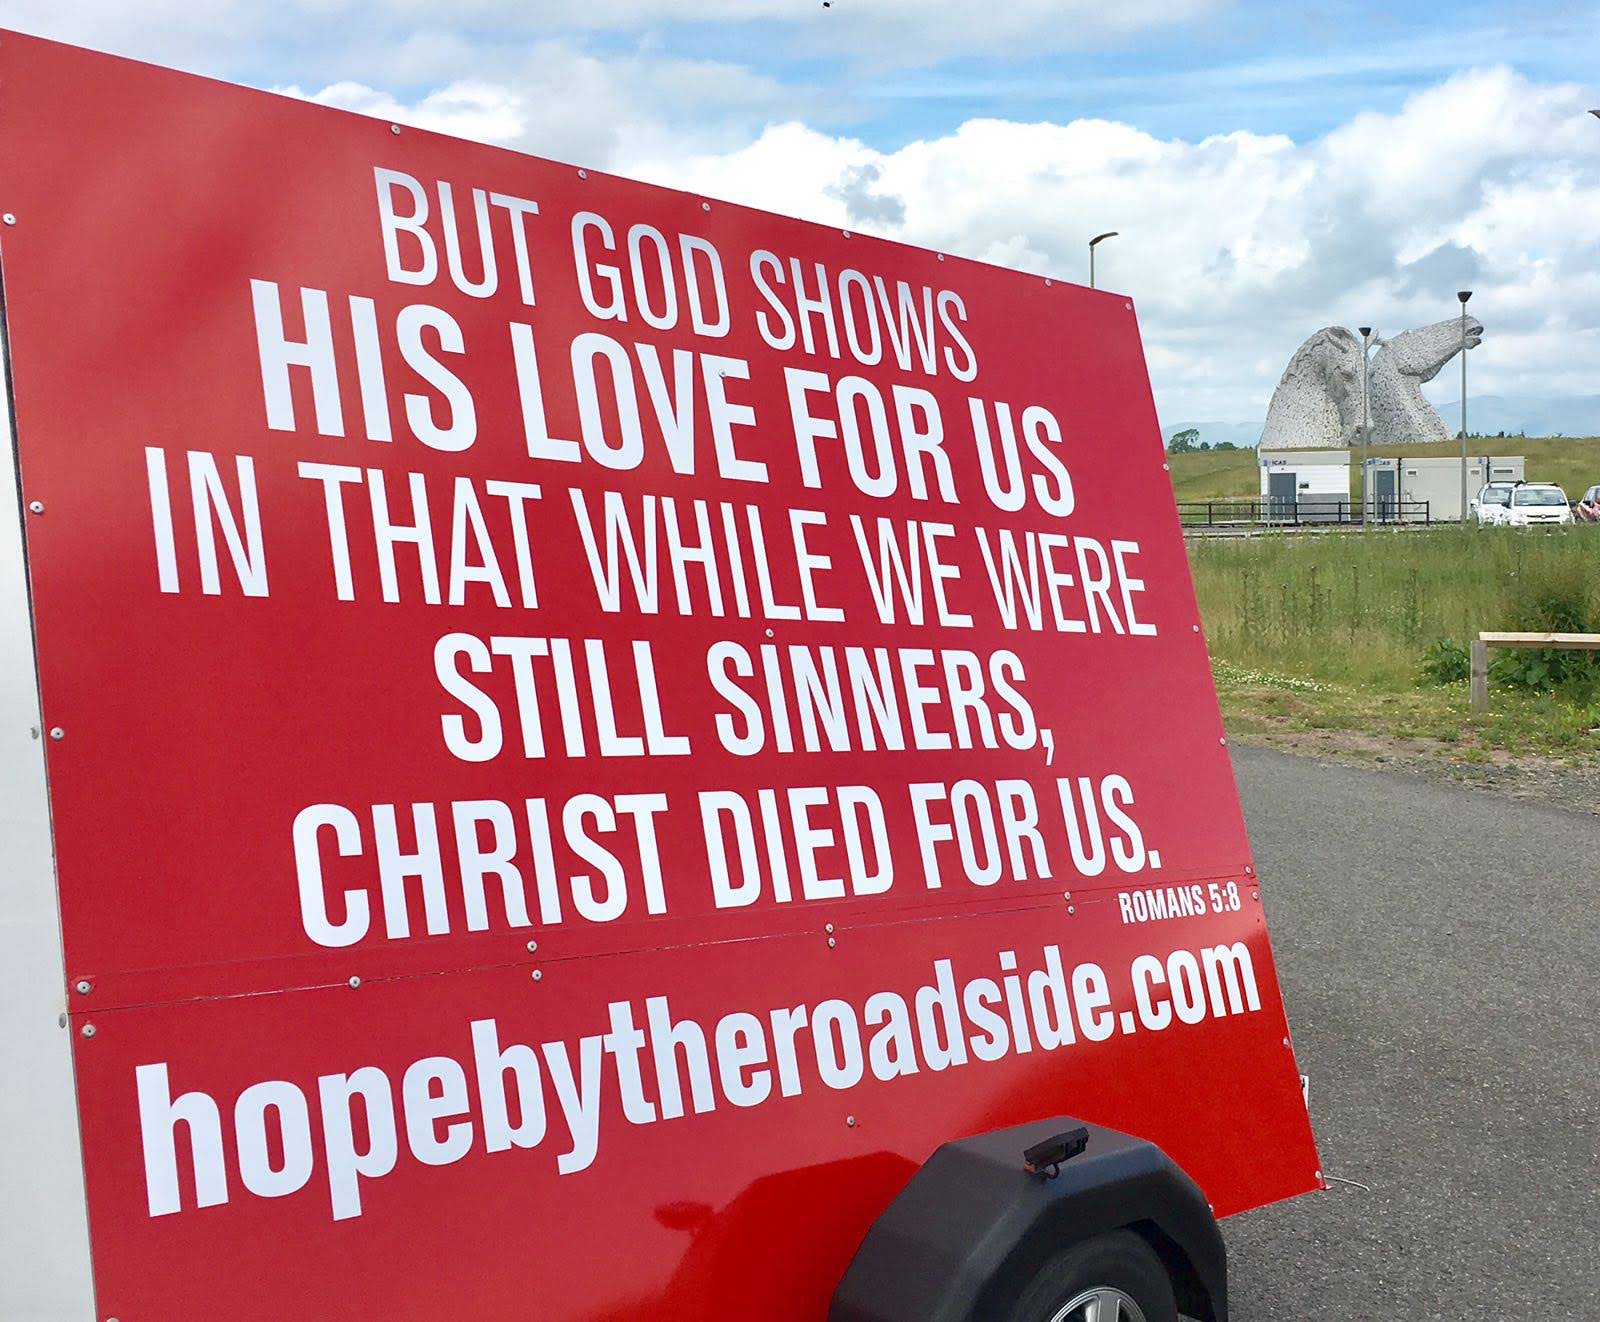 BUT GOD SHOWS
HIS LOVE FOR US
IN THAT WHILE WE WERE
STILL SINNERS,
CHRIST DIED FOR US.
ROMANS 5:8
hopebytheroadside.com